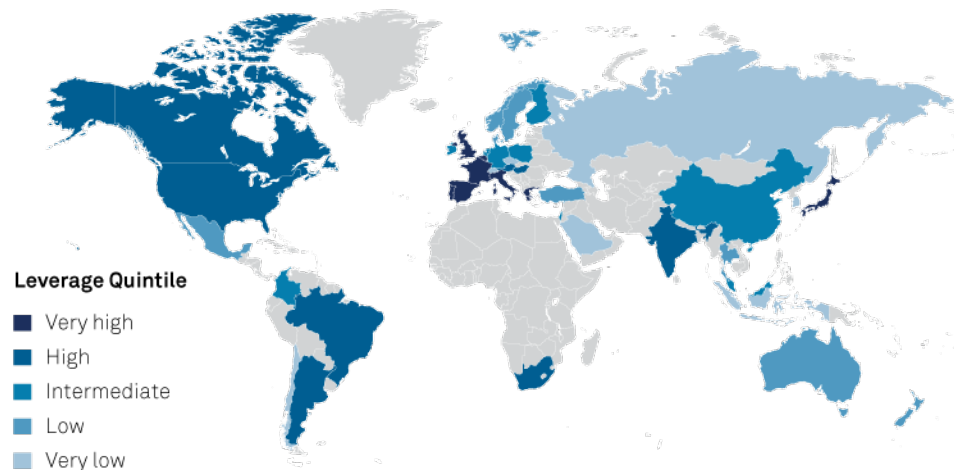 Leverage Quintile
Very high
High
Intermediate
Low
Very low